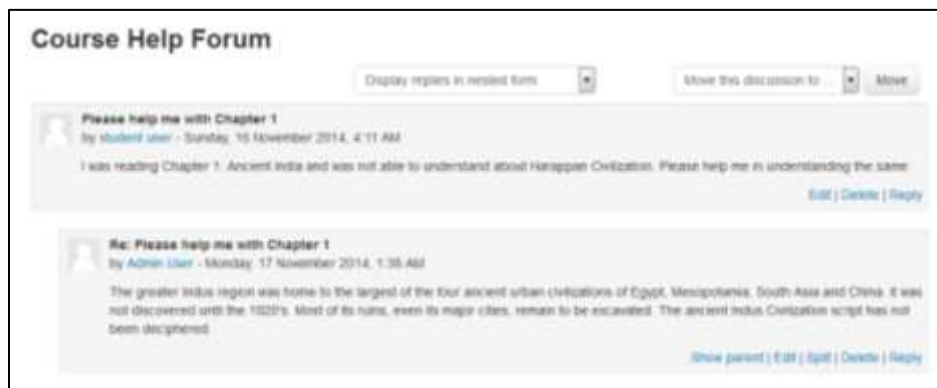 Course Help Forum
Display replies in nested form
Move this discussion to ...
Move
Please help me with Chapter 1
by student user - Sunday, 16 November 2014, 4:11 AM
I was reading Chapter 1: Ancient India and was not able to understand about Harappan Civilization. Please help me in understanding the same
Edit | Delete | Reply
Re: Please help me with Chapter 1
by Admin User - Monday, 17 November 2014, 1:38 AM
The greater Indus region was home to the largest of the four ancient urban civilizations of Egypt, Mesopotamia, South Asia and China. It was
not discovered until the 1920's. Most of its ruins, even its major cities, remain to be excavated. The ancient Indus Civilization script has not
been deciphered.
Show parent | Edit | Split | Delete | Reply